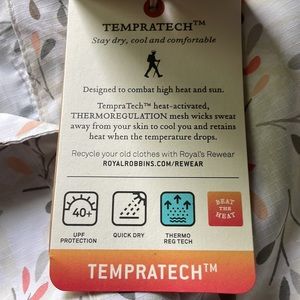 TEMPRATECH™
Stay dry, cool and comfortable
Designed to combat high heat and sun.
TempraTech™ heat-activated,
THERMOREGULATION mesh wicks sweat
away from your skin to cool you and retains
heat when the temperature drops.
Recycle your old clothes with Royal's Rewear
ROYALROBBINS.COM/REWEAR
40+
UPF
PROTECTION
QUICK DRY
THERMO
REG TECH
BEAT
THE
HEAT
TEMPRATECH™